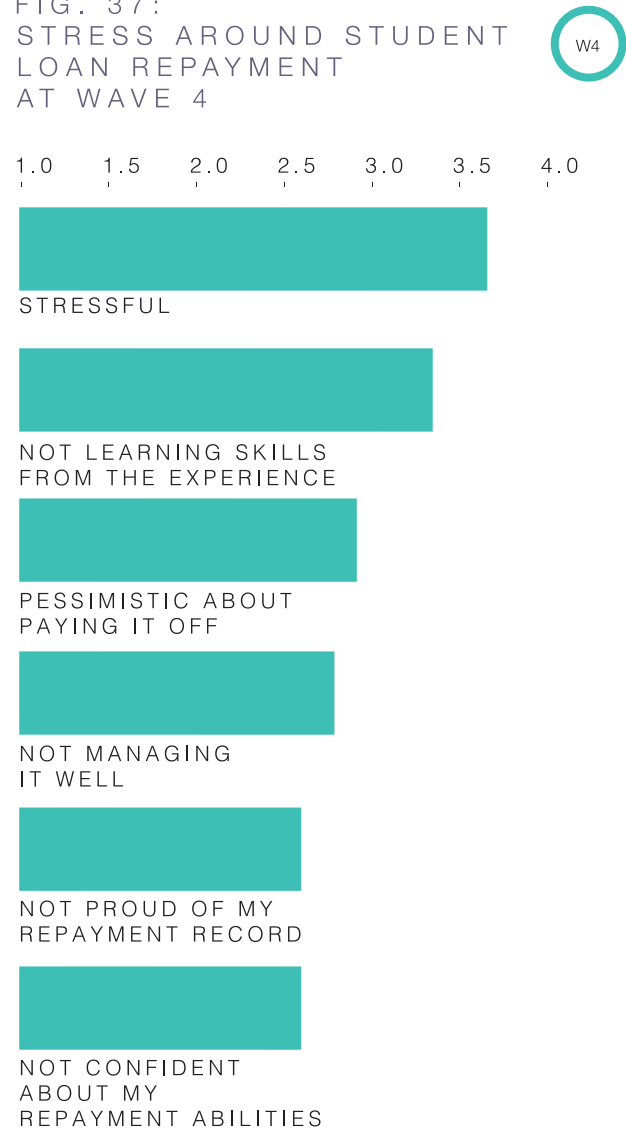 FIG. 37:
STRESS AROUND STUDENT
LOAN REPAYMENT
AT WAVE 4
W4
1.0 1.5 2.0 2.5 3.0 3.5 4.0
STRESSFUL
NOT LEARNING SKILLS
FROM THE EXPERIENCE
PESSIMISTIC ABOUT
PAYING IT OFF
NOT MANAGING
IT WELL
NOT PROUD OF MY
REPAYMENT RECORD
NOT CONFIDENT
ABOUT MY
REPAYMENT ABILITIES